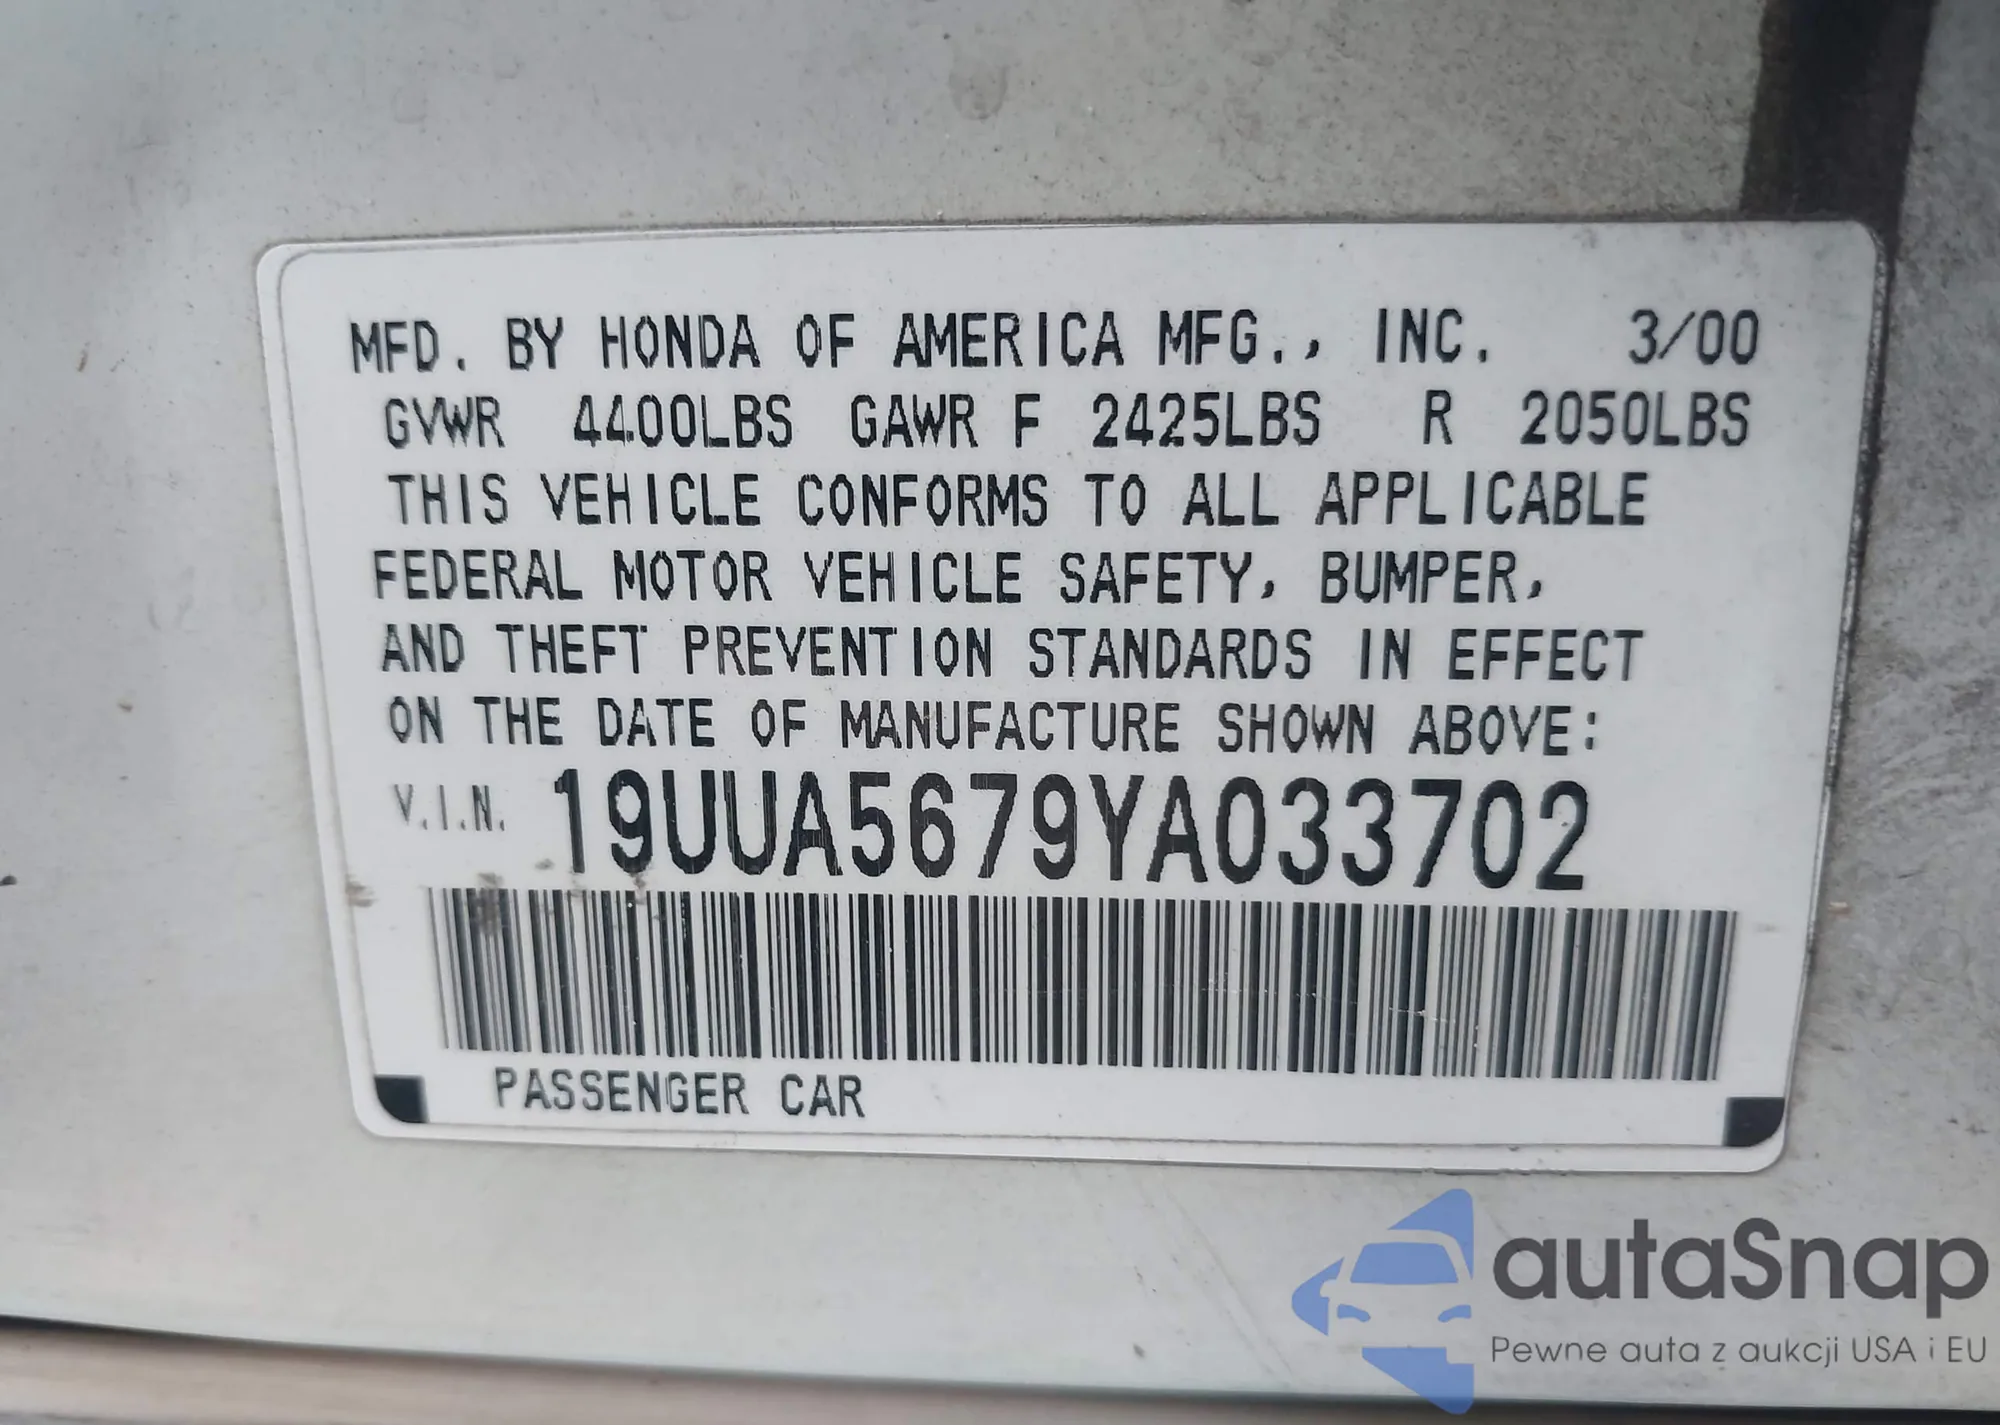 MFD. BY HONDA OF AMERICA MFG., INC. 3/00
GVWR 4400LBS GAWR F 2425LBS R 2050LBS
THIS VEHICLE CONFORMS TO ALL APPLICABLE
FEDERAL MOTOR VEHICLE SAFETY, BUMPER,
AND THEFT PREVENTION STANDARDS IN EFFECT
ON THE DATE OF MANUFACTURE SHOWN ABOVE:
V.I.N. 19UUA5679YA033702
PASSENGER CAR
autaSnap
Pewne auta z aukcji USA i EU